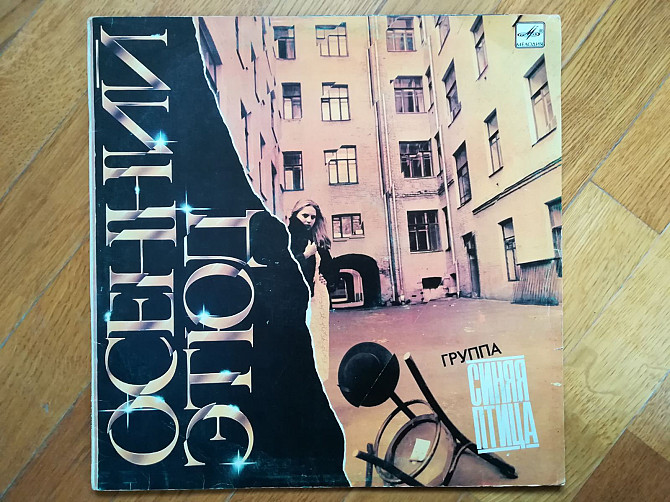 ОСЕННИЙ
ЭТЮД
МЕЛОДИЯ
ГРУППА
СИНЯЯ
ПТИЦА